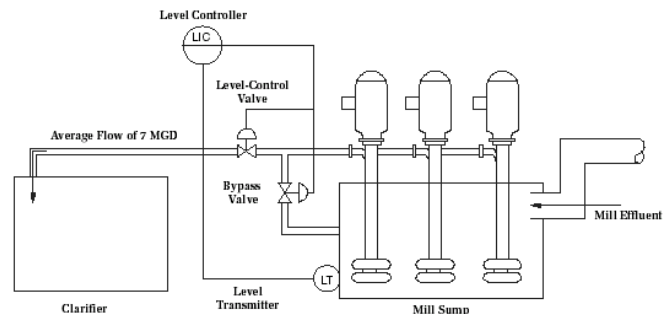 Level Controller
LIC
Level-Control
Valve
Average Flow of 7 MGD
Bypass
Valve
Mill Effluent
LT
Level
Transmitter
Clarifier
Mill Sump